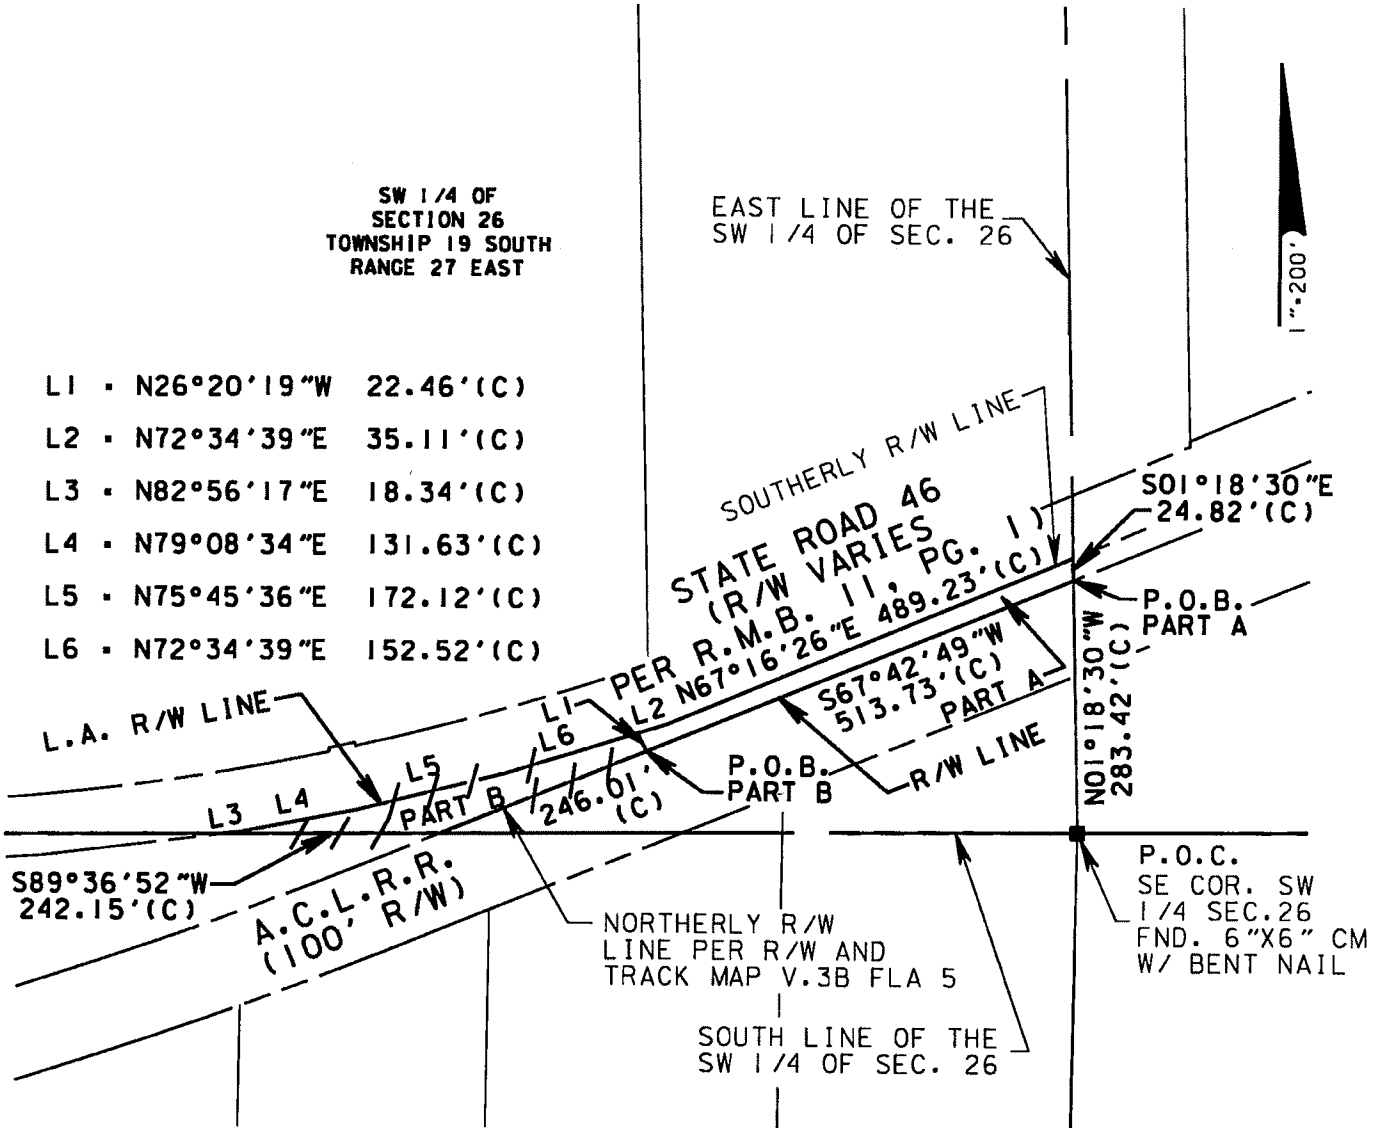 SW 1/4 OF
SECTION 26
TOWNSHIP 19 SOUTH
RANGE 27 EAST
EAST LINE OF THE
SW 1/4 OF SEC. 26
1"=200'
L1 = N26°20'19"W 22.46'(C)
L2 = N72°34'39"E 35.11'(C)
L3 = N82°56'17"E 18.34'(C)
L4 = N79°08'34"E 131.63'(C)
L5 = N75°45'36"E 172.12'(C)
L6 = N72°34'39"E 152.52'(C)
SOUTHERLY R/W LINE
STATE ROAD 46
(R/W VARIES
PER R.M.B. 11, PG. 1)
S01°18'30"E
24.82'(C)
N67°16'26"E 489.23'(C)
P.O.B.
PART A
S67°42'49"W
513.73'(C)
PART A
N01°18'30"W
283.42'(C)
L.A. R/W LINE
L1
L2
L6
L5
L4
L3
PART B
246.01'
(C)
P.O.B.
PART B
R/W LINE
S89°36'52"W
242.15'(C)
A.C.L.R.R.
(100' R/W)
P.O.C.
SE COR. SW
1/4 SEC.26
FND. 6"X6" CM
W/ BENT NAIL
NORTHERLY R/W
LINE PER R/W AND
TRACK MAP V.3B FLA 5
SOUTH LINE OF THE
SW 1/4 OF SEC. 26